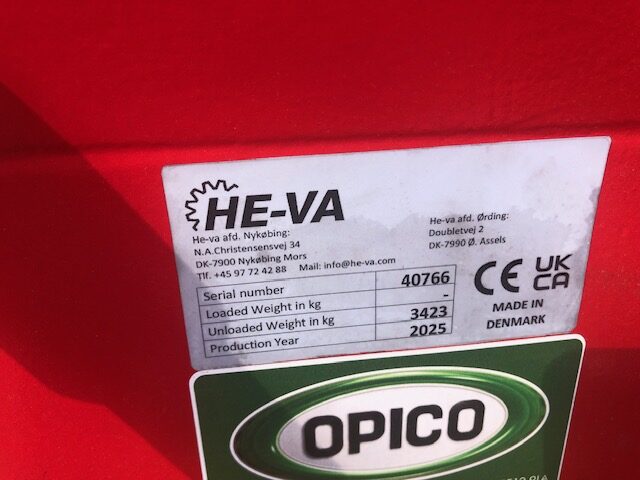 HE-VA
He-va afd. Nykøbing:
N.A.Christensensvej 34
DK-7900 Nykøbing Mors
Tlf. +45 97 72 42 88 Mail: info@he-va.com
He-va afd. Ørding:
Doubletvej 2
DK-7990 Ø. Assels
Serial number 40766
Loaded Weight in kg -
Unloaded Weight in kg 3423
Production Year 2025
CE UK
CA
MADE IN
DENMARK
OPICO